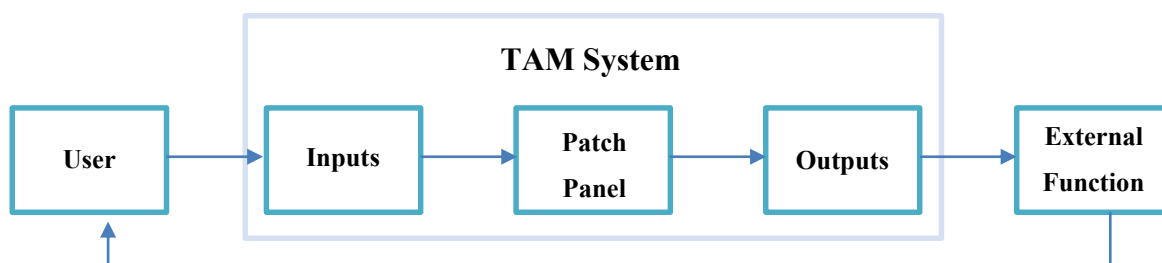 TAM System
User
Inputs
Patch
Panel
Outputs
External
Function